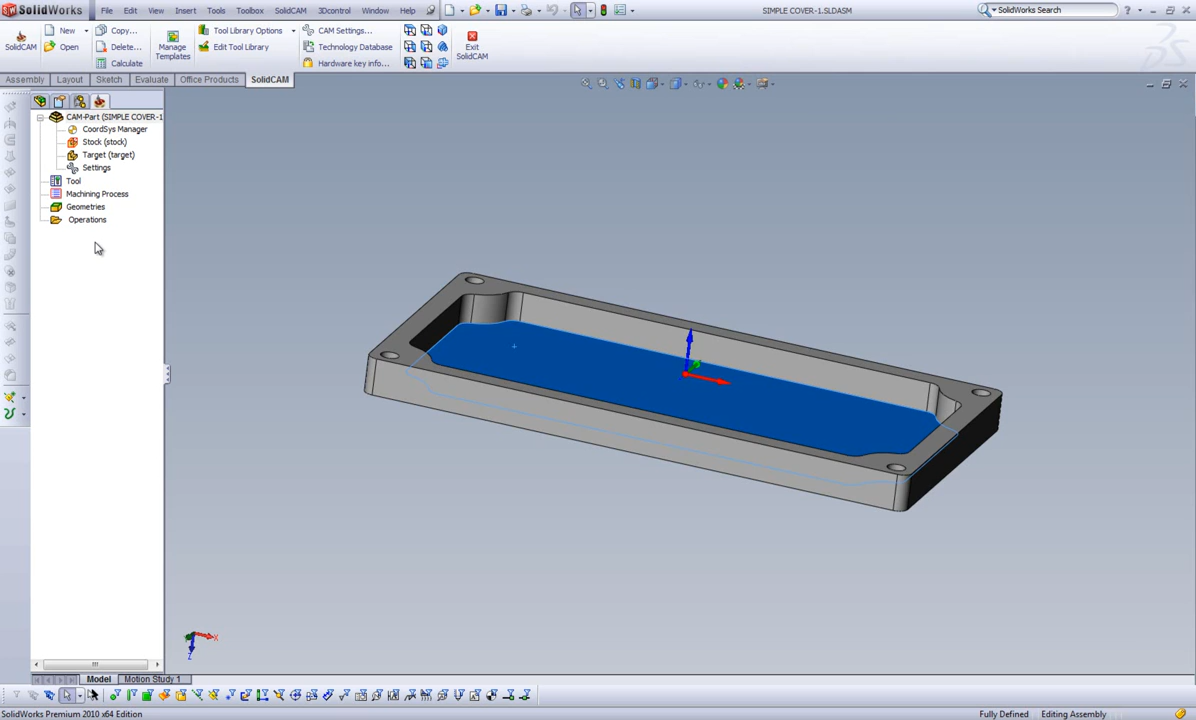 SolidWorks File Edit View Insert Tools Toolbox SolidCAM 3Dcontrol Window Help SIMPLE COVER-1.SLDASM SolidWorks Search
SolidCAM
New
Open
Copy...
Delete...
Calculate
Manage
Templates
Tool Library Options
Edit Tool Library
CAM Settings...
Technology Database
Hardware key info...
Exit
SolidCAM
Assembly Layout Sketch Evaluate Office Products SolidCAM
CAM-Part (SIMPLE COVER-1
CoordSys Manager
Stock (stock)
Target (target)
Settings
Tool
Machining Process
Geometries
Operations
X
Z
Model Motion Study 1
SolidWorks Premium 2010 x64 Edition Fully Defined Editing Assembly